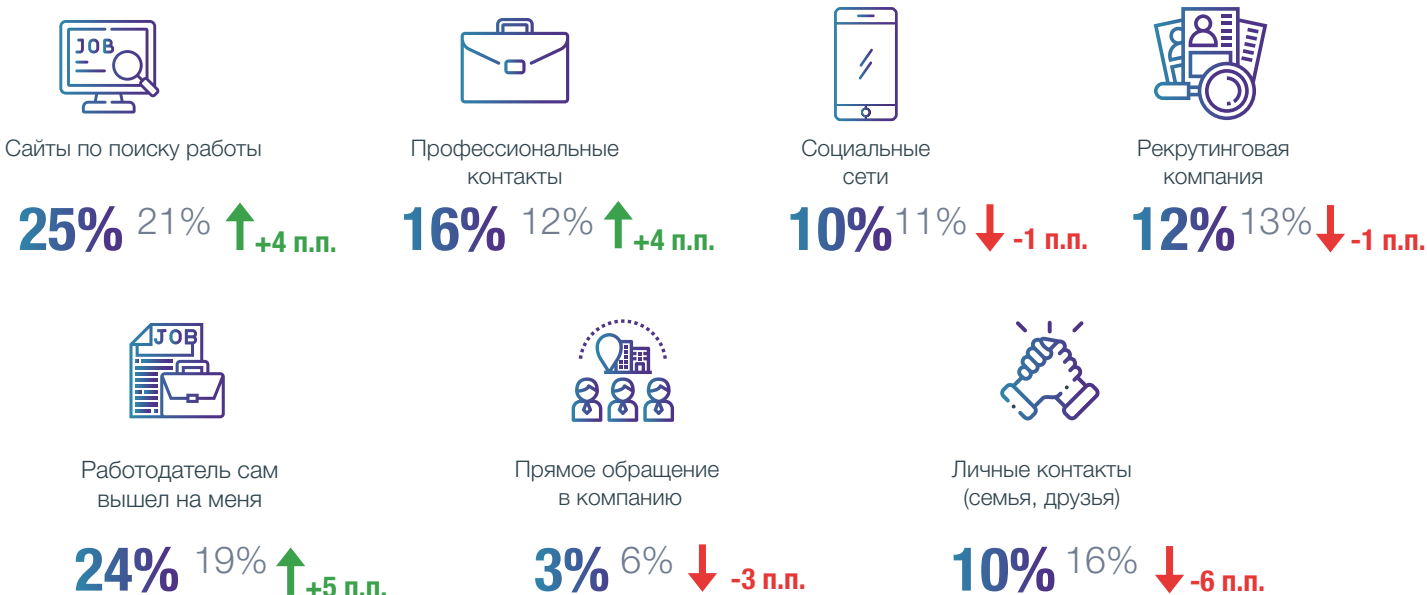 JOB
Сайты по поиску работы
25% 21% +4 п.п.
Профессиональные
контакты
16% 12% +4 п.п.
Социальные
сети
10% 11% -1 п.п.
Рекрутинговая
компания
12% 13% -1 п.п.
JOB
Работодатель сам
вышел на меня
24% 19% +5 п.п.
Прямое обращение
в компанию
3% 6% -3 п.п.
Личные контакты
(семья, друзья)
10% 16% -6 п.п.